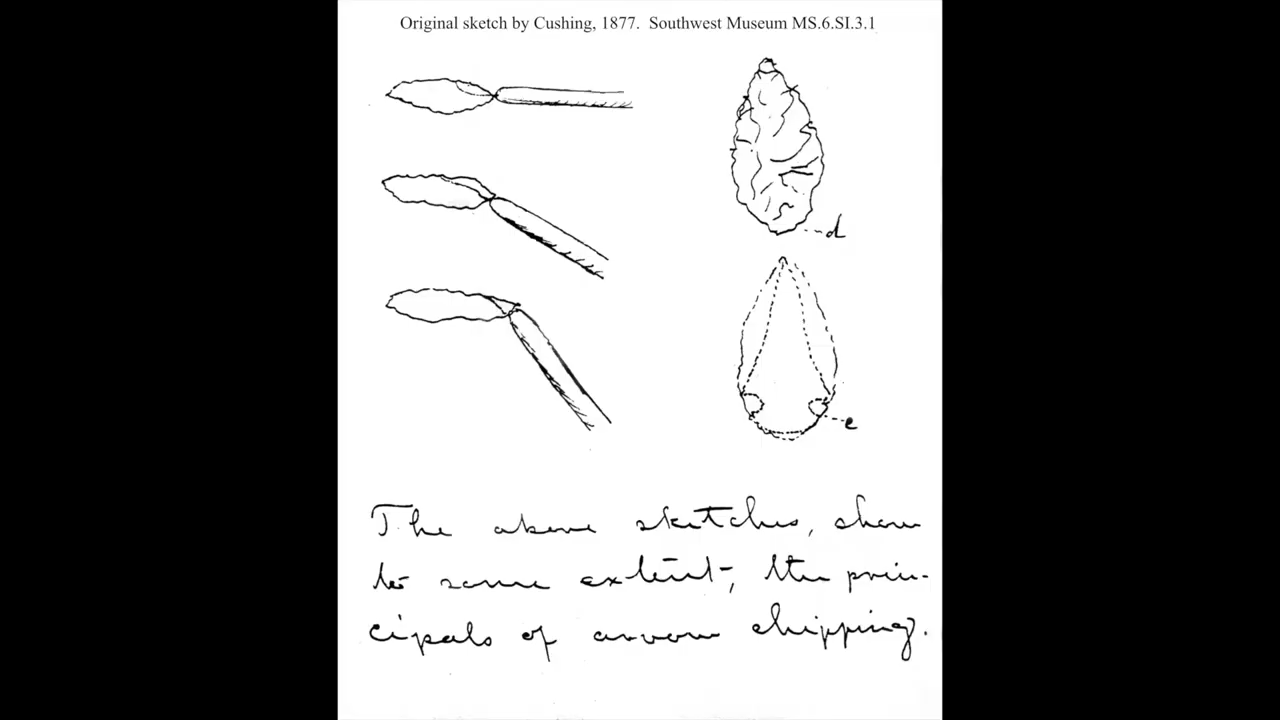 Original sketch by Cushing, 1877. Southwest Museum MS.6.SI.3.1
d
e
The above sketches, show
to some extent, the prin-
cipals of arrow chipping.